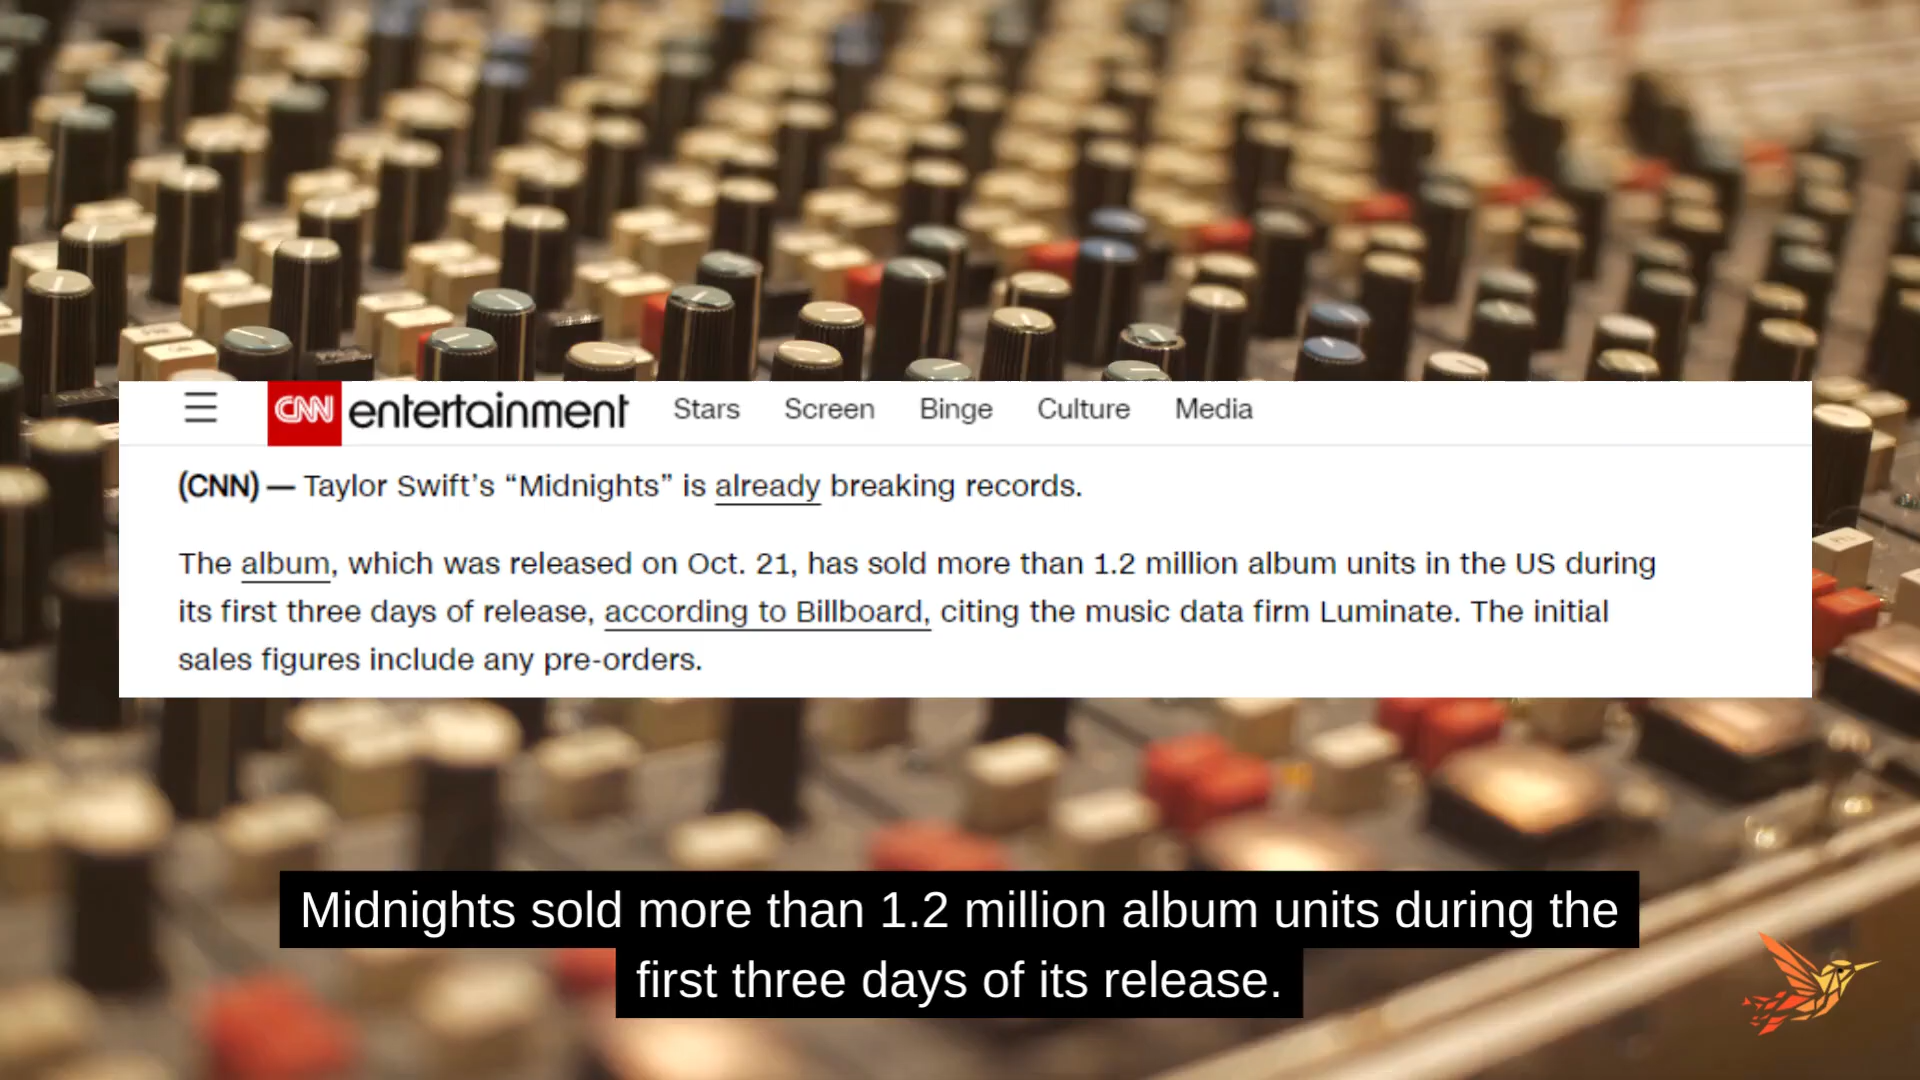 CNN entertainment Stars Screen Binge Culture Media
(CNN) — Taylor Swift’s “Midnights” is already breaking records.
The album, which was released on Oct. 21, has sold more than 1.2 million album units in the US during
its first three days of release, according to Billboard, citing the music data firm Luminate. The initial
sales figures include any pre-orders.
Midnights sold more than 1.2 million album units during the
first three days of its release.